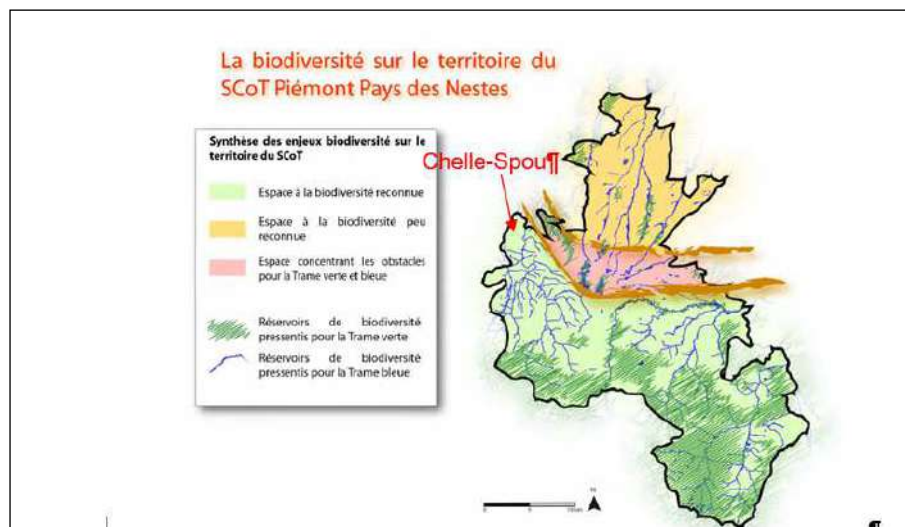 La biodiversité sur le territoire du
SCoT Piémont Pays des Nestes
Synthèse des enjeux biodiversité sur le
territoire du SCoT
Chelle-Spou¶
Espace à la biodiversité reconnue
Espace à la biodiversité peu
reconnue
Espace concentrant les obstacles
pour la Trame verte et bleue
Réservoirs de biodiversité
pressentis pour la Trame verte
Réservoirs de biodiversité
pressentis pour la Trame bleue
¶